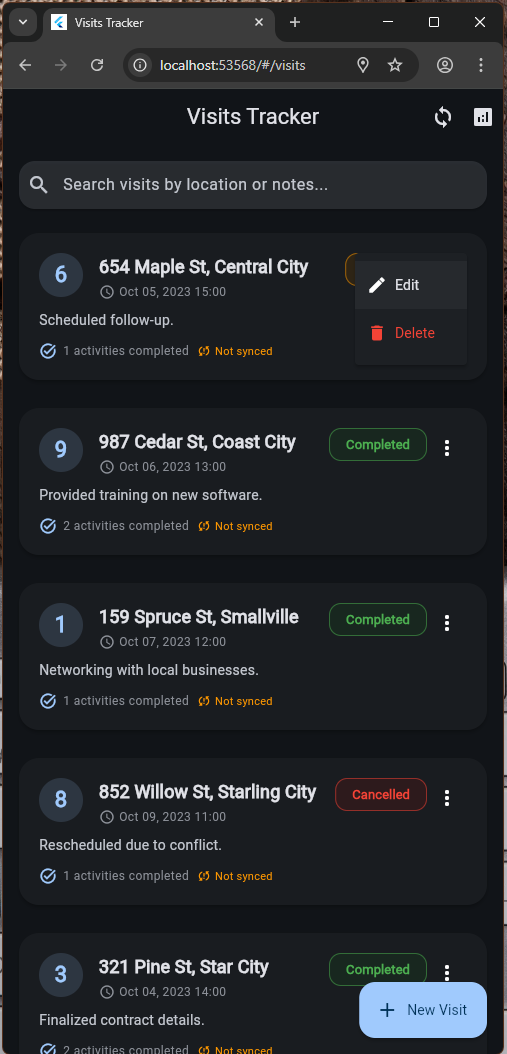 Visits Tracker
localhost:53568/#/visits
Visits Tracker
Search visits by location or notes...
6
654 Maple St, Central City
Oct 05, 2023 15:00
Edit
Delete
Scheduled follow-up.
1 activities completed
Not synced
9
987 Cedar St, Coast City
Completed
Oct 06, 2023 13:00
Provided training on new software.
2 activities completed
Not synced
1
159 Spruce St, Smallville
Completed
Oct 07, 2023 12:00
Networking with local businesses.
1 activities completed
Not synced
8
852 Willow St, Starling City
Cancelled
Oct 09, 2023 11:00
Rescheduled due to conflict.
1 activities completed
Not synced
3
321 Pine St, Star City
Completed
Oct 04, 2023 14:00
Finalized contract details.
2 activities completed
Not synced
New Visit